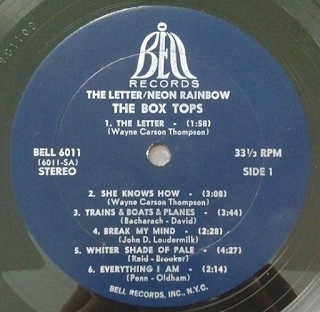 BELL
RECORDS
THE LETTER/NEON RAINBOW
THE BOX TOPS
1. THE LETTER - (1:58)
(Wayne Carson Thompson)
BELL 6011
(6011-SA)
STEREO
33⅓ RPM
SIDE 1
2. SHE KNOWS HOW - (3:08)
(Wayne Carson Thompson)
3. TRAINS & BOATS & PLANES - (3:44)
(Bacharach - David)
4. BREAK MY MIND - (2:28)
(John D. Loudermilk)
5. WHITER SHADE OF PALE - (4:27)
(Reid - Brooker)
6. EVERYTHING I AM - (2:14)
(Penn - Oldham)
BELL RECORDS, INC., N.Y.C.